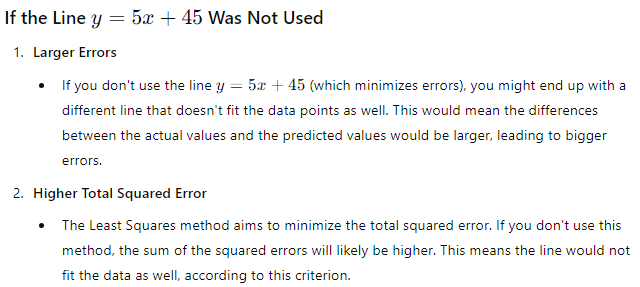 If the Line y = 5x + 45 Was Not Used
1. Larger Errors
• If you don't use the line y = 5x + 45 (which minimizes errors), you might end up with a
different line that doesn't fit the data points as well. This would mean the differences
between the actual values and the predicted values would be larger, leading to bigger
errors.
2. Higher Total Squared Error
• The Least Squares method aims to minimize the total squared error. If you don't use this
method, the sum of the squared errors will likely be higher. This means the line would not
fit the data as well, according to this criterion.